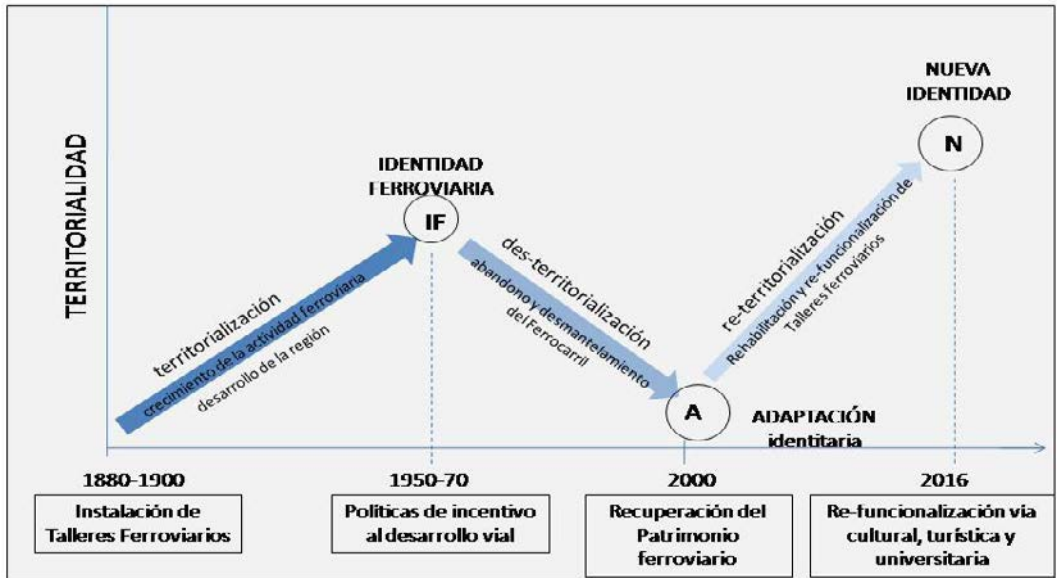 TERRITORIALIDAD
territorialización
crecimiento de la actividad ferroviaria
desarrollo de la región
IDENTIDAD
FERROVIARIA
IF
des-territorialización
abandono y desmantelamiento
del Ferrocarril
A
ADAPTACIÓN
identitaria
re-territorialización
Rehabilitación y re-funcionalización de
Talleres ferroviarios
NUEVA
IDENTIDAD
N
1880-1900
Instalación de
Talleres Ferroviarios
1950-70
Políticas de incentivo
al desarrollo vial
2000
Recuperación del
Patrimonio
ferroviario
2016
Re-funcionalización via
cultural, turística y
universitaria